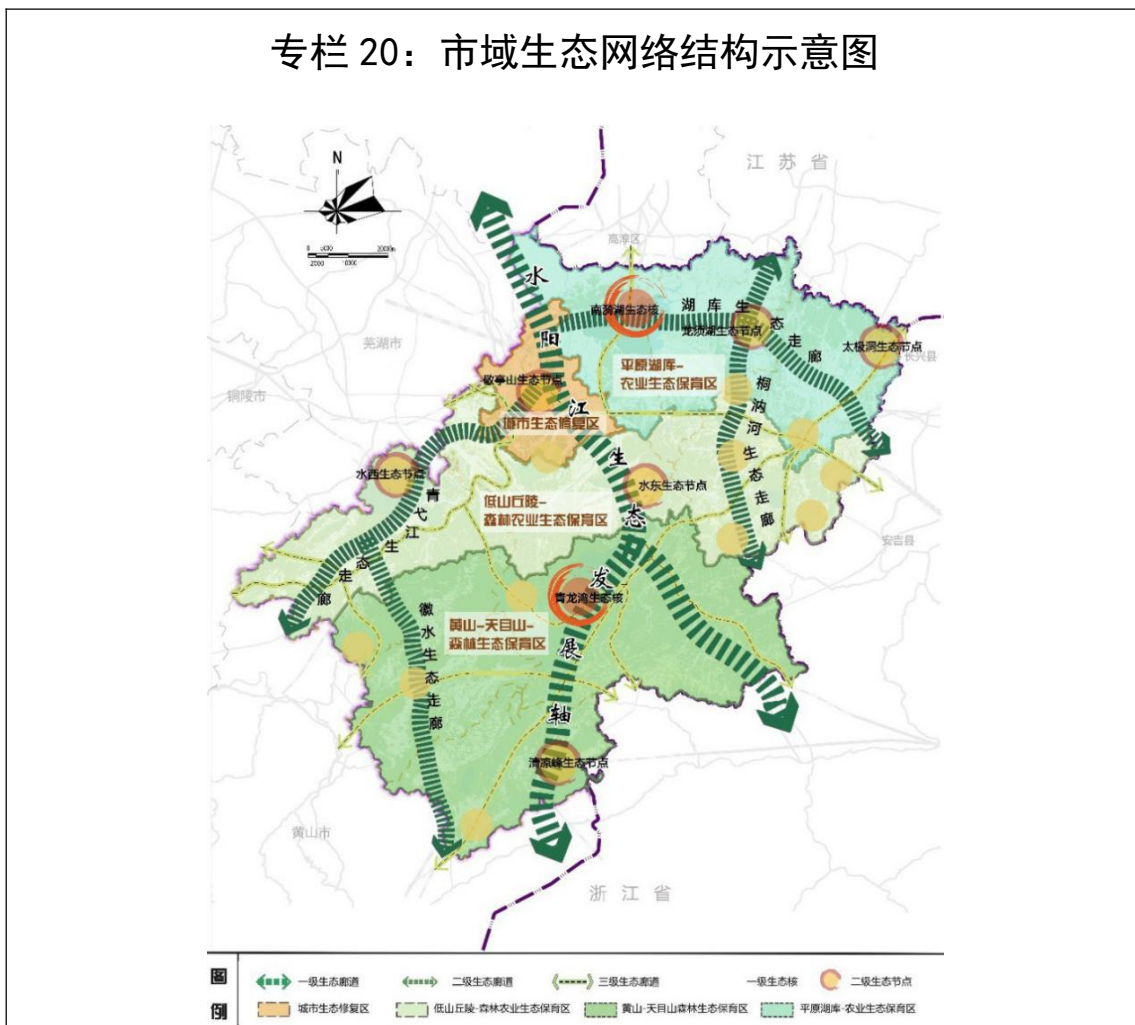 专栏 20：市域生态网络结构示意图
N
江苏省
高淳区
芜湖市
铜陵市
长兴县
安吉县
黄山市
浙江省
水阳江生态发展轴
湖库生态走廊
桐汭河生态走廊
青弋江生态走廊
徽水生态走廊
南漪湖生态核
龙须湖生态节点
太极洞生态节点
敬亭山生态节点
平原湖库-
农业生态保育区
城市生态修复区
水西生态节点
水东生态节点
低山丘陵-
森林农业生态保育区
青龙湾生态核
黄山-天目山-
森林生态保育区
清凉峰生态节点
图例
一级生态廊道 二级生态廊道 三级生态廊道 一级生态核 二级生态节点
城市生态修复区 低山丘陵-森林农业生态保育区 黄山-天目山森林生态保育区 平原湖库-农业生态保育区